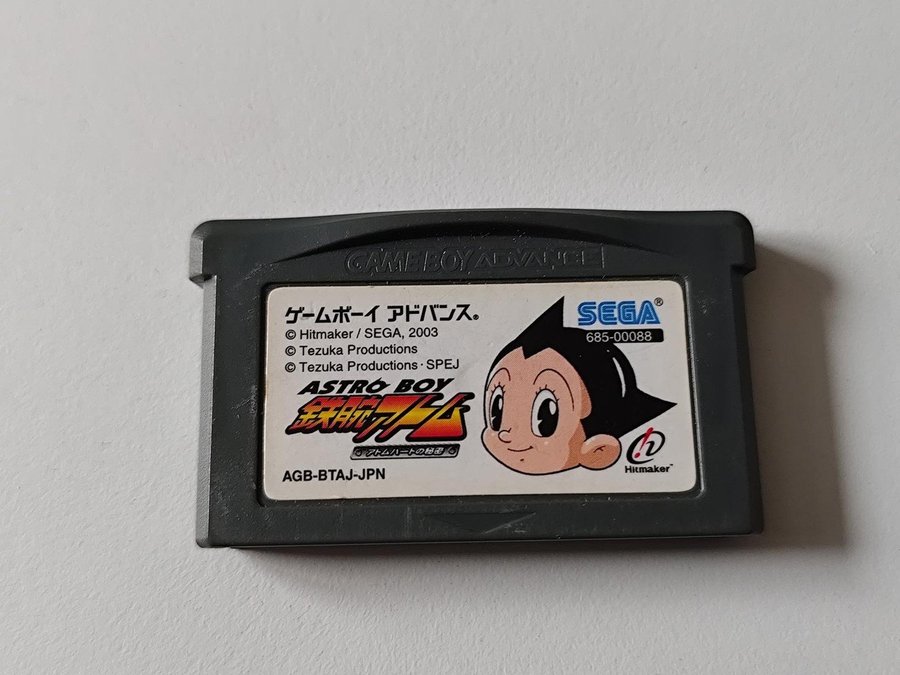 GAME BOY ADVANCE
ゲームボーイ アドバンス®
© Hitmaker / SEGA, 2003
© Tezuka Productions
© Tezuka Productions・SPEJ
ASTRO BOY
鉄腕アトム
アトムハートの秘密
AGB-BTAJ-JPN
SEGA®
685-00088
Hitmaker™